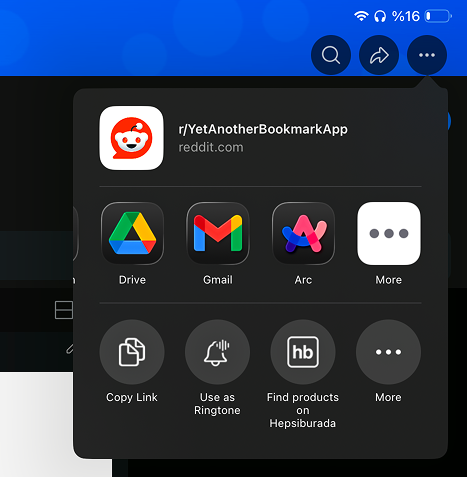 %16
r/YetAnotherBookmarkApp
reddit.com
Drive
Gmail
Arc
More
Copy Link
Use as
Ringtone
hb
Find products
on
Hepsiburada
More